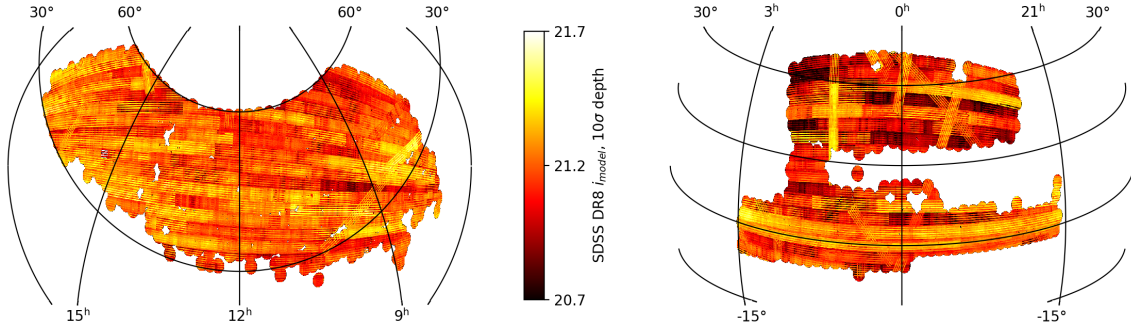 30° 60° 60° 30°
15ʰ 12ʰ 9ʰ
21.7
21.2
20.7
SDSS DR8 i_model, 10σ depth
30° 3ʰ 0ʰ 21ʰ 30°
-15° -15°